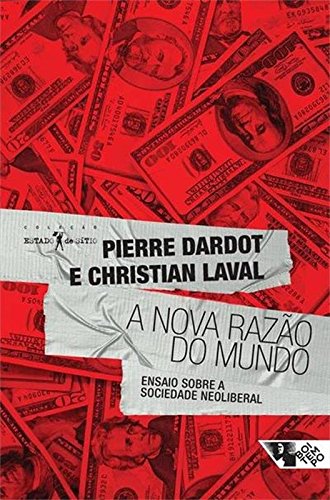 COLEÇÃO
ESTADO de SÍTIO
PIERRE DARDOT
E CHRISTIAN LAVAL
A NOVA RAZÃO
DO MUNDO
ENSAIO SOBRE A
SOCIEDADE NEOLIBERAL
BOITEMPO